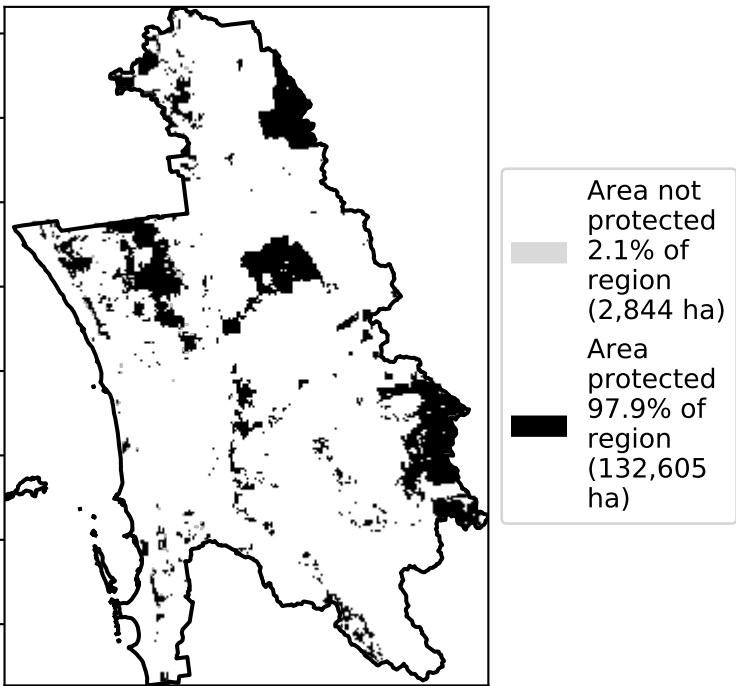 Area not
protected
2.1% of
region
(2,844 ha)
Area
protected
97.9% of
region
(132,605
ha)